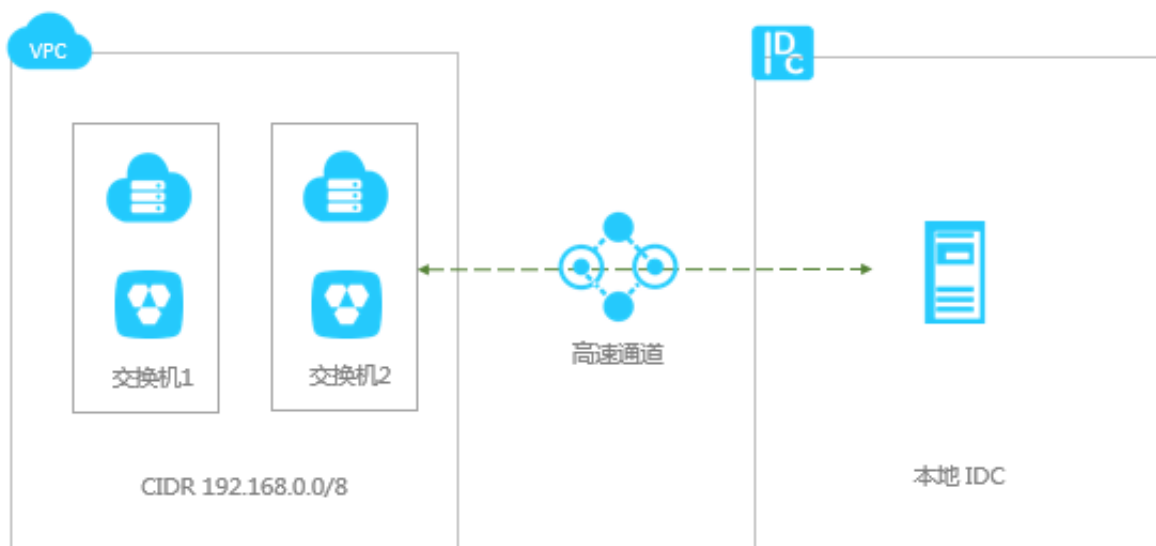 VPC
IDC
交换机1
交换机2
高速通道
CIDR 192.168.0.0/8
本地 IDC